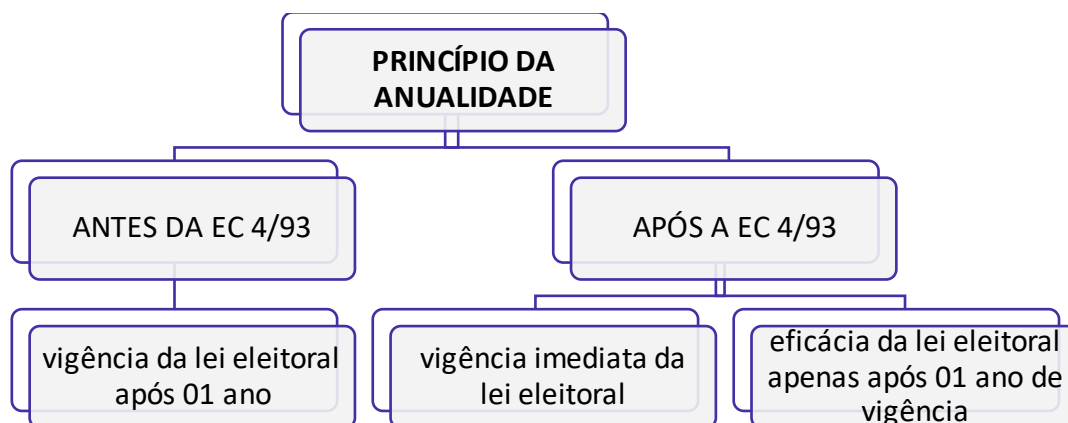 PRINCÍPIO DA
ANUALIDADE
ANTES DA EC 4/93
APÓS A EC 4/93
vigência da lei eleitoral
após 01 ano
vigência imediata da
lei eleitoral
eficácia da lei eleitoral
apenas após 01 ano de
vigência